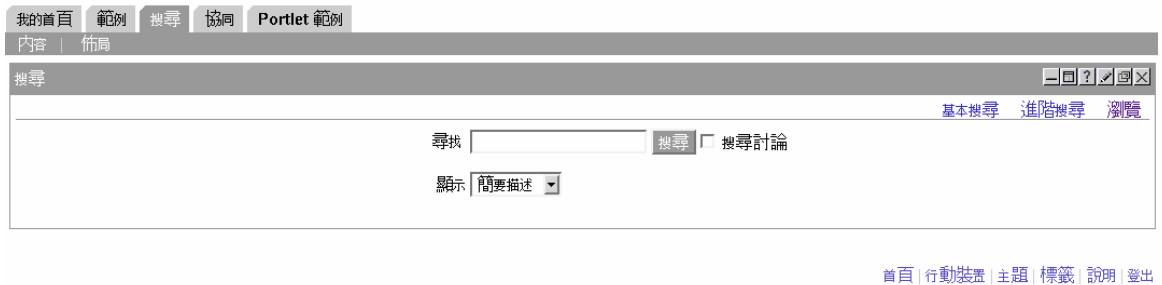 我的首頁 範例 搜尋 協同 Portlet 範例
内容 | 佈局
搜尋
基本搜尋 進階搜尋 瀏覽
尋找 搜尋 搜尋討論
顯示 簡要描述
首頁 | 行動裝置 | 主題 | 標籤 | 說明 | 登出